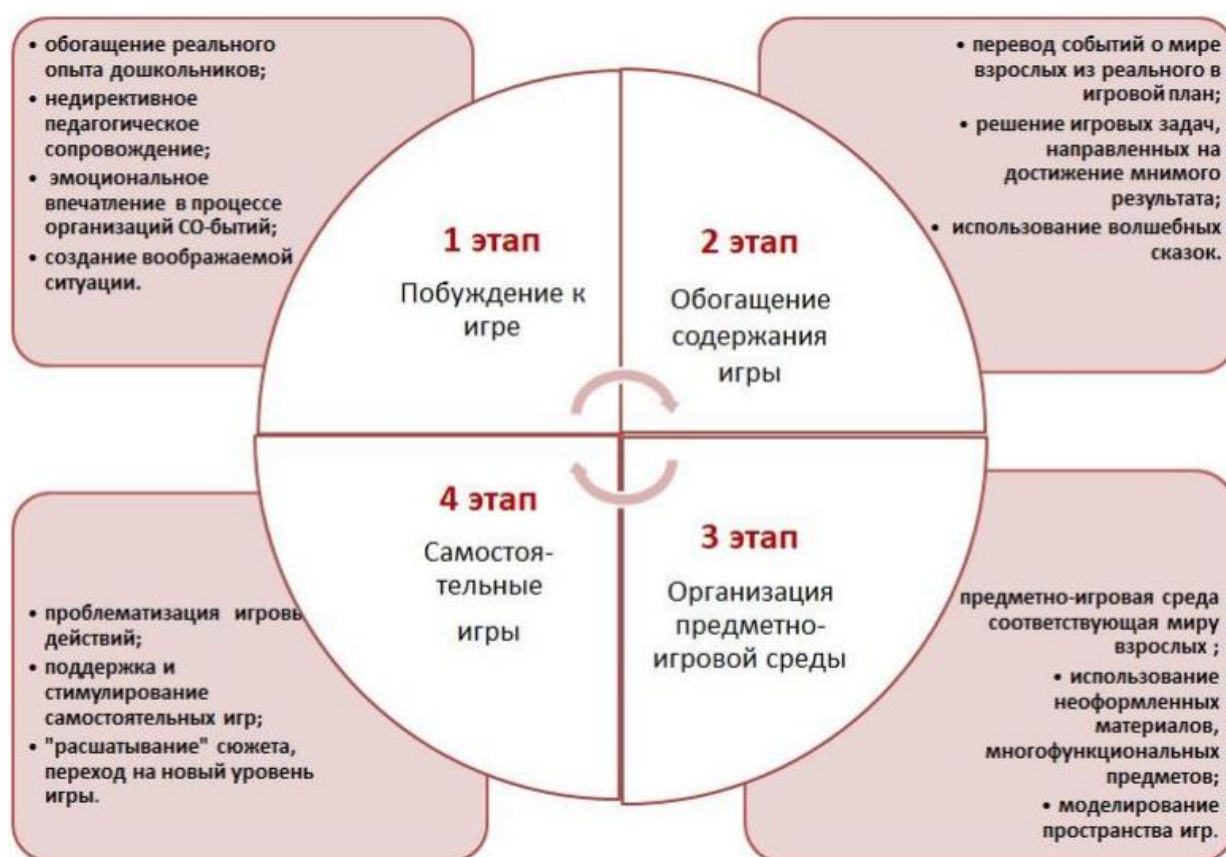 • обогащение реального
опыта дошкольников;
• недирективное
педагогическое
сопровождение;
• эмоциональное
впечатление в процессе
организаций СО-бытий;
• создание воображаемой
ситуации.
1 этап
Побуждение к
игре
• перевод событий о мире
взрослых из реального в
игровой план;
• решение игровых задач,
направленных на
достижение мнимого
результата;
• использование волшебных
сказок.
2 этап
Обогащение
содержания
игры
предметно-игровая среда
соответствующая миру
взрослых ;
• использование
неоформленных
материалов,
многофункциональных
предметов;
• моделирование
пространства игр.
3 этап
Организация
предметно-
игровой среды
• проблематизация игровы
действий;
• поддержка и
стимулирование
самостоятельных игр;
• "расшатывание" сюжета,
переход на новый уровень
игры.
4 этап
Самостоя-
тельные
игры